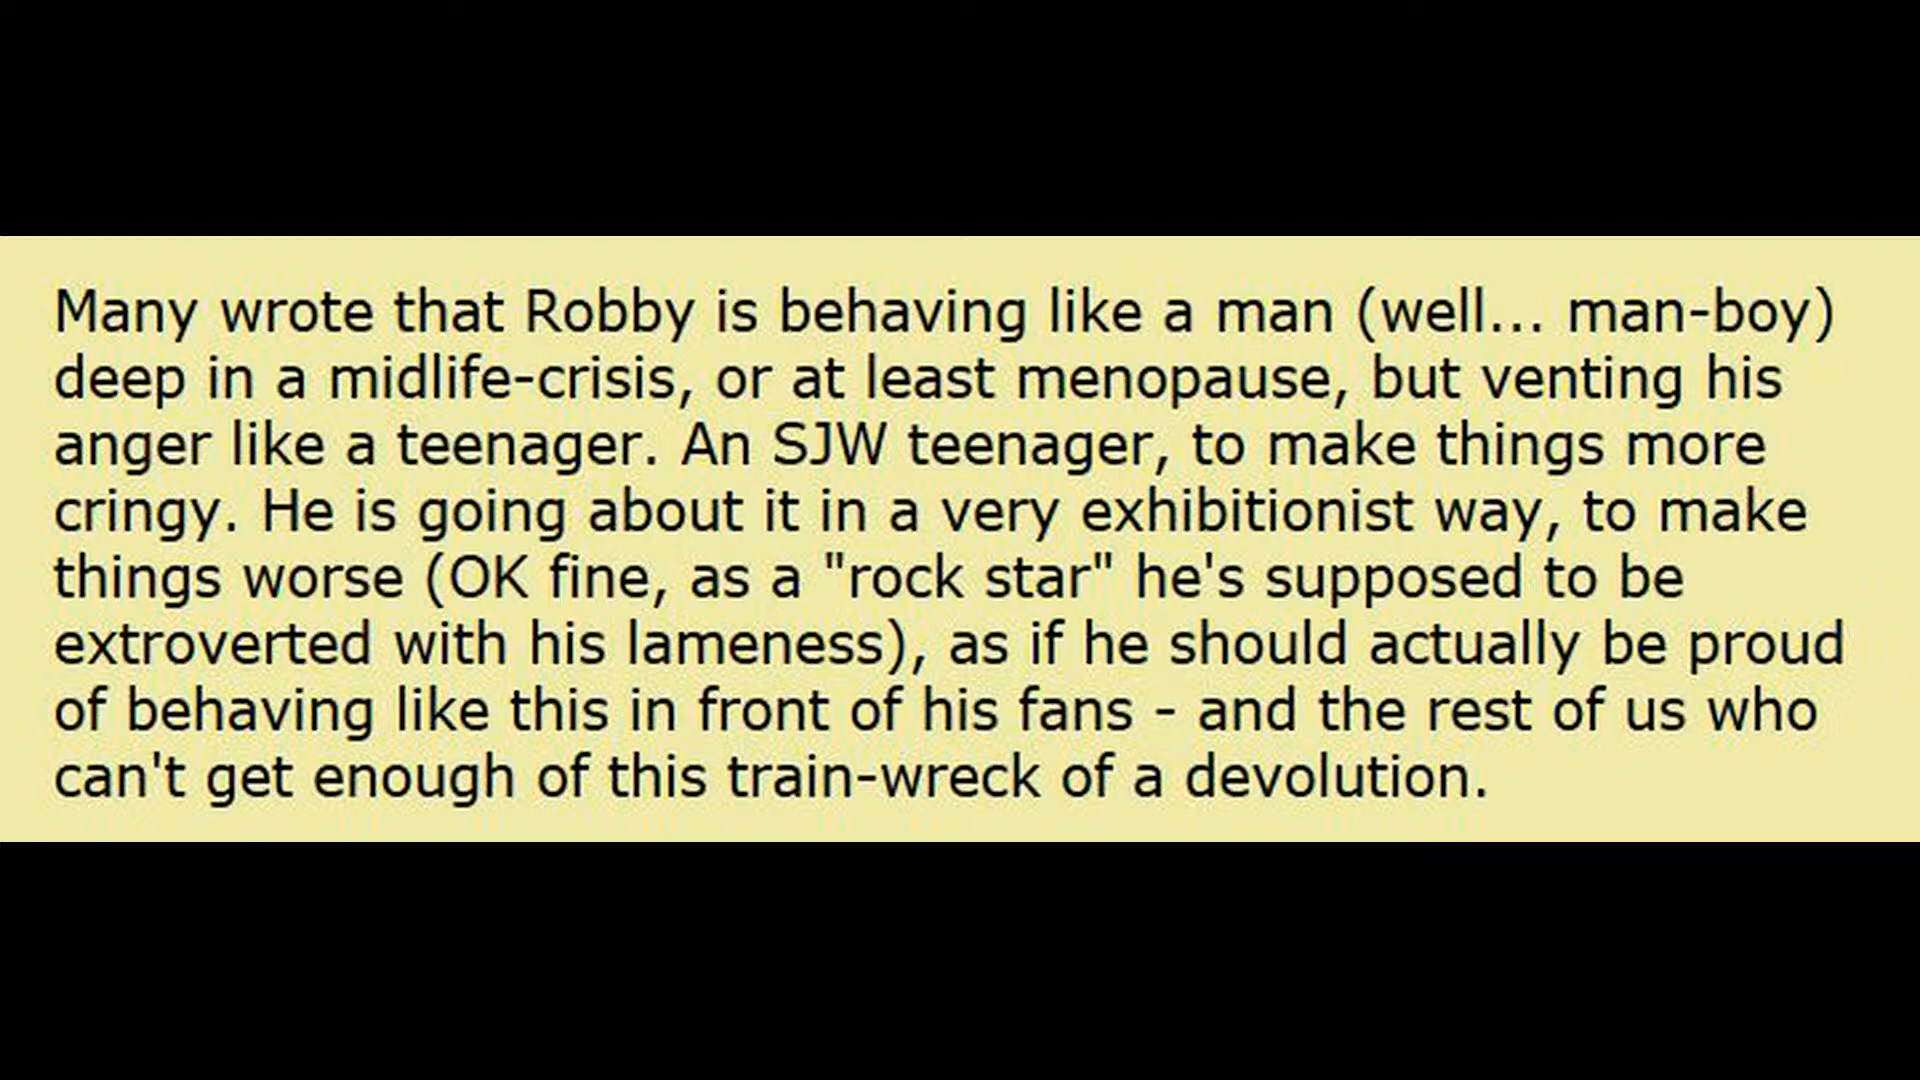 Many wrote that Robby is behaving like a man (well... man-boy)
deep in a midlife-crisis, or at least menopause, but venting his
anger like a teenager. An SJW teenager, to make things more
cringy. He is going about it in a very exhibitionist way, to make
things worse (OK fine, as a "rock star" he's supposed to be
extroverted with his lameness), as if he should actually be proud
of behaving like this in front of his fans - and the rest of us who
can't get enough of this train-wreck of a devolution.